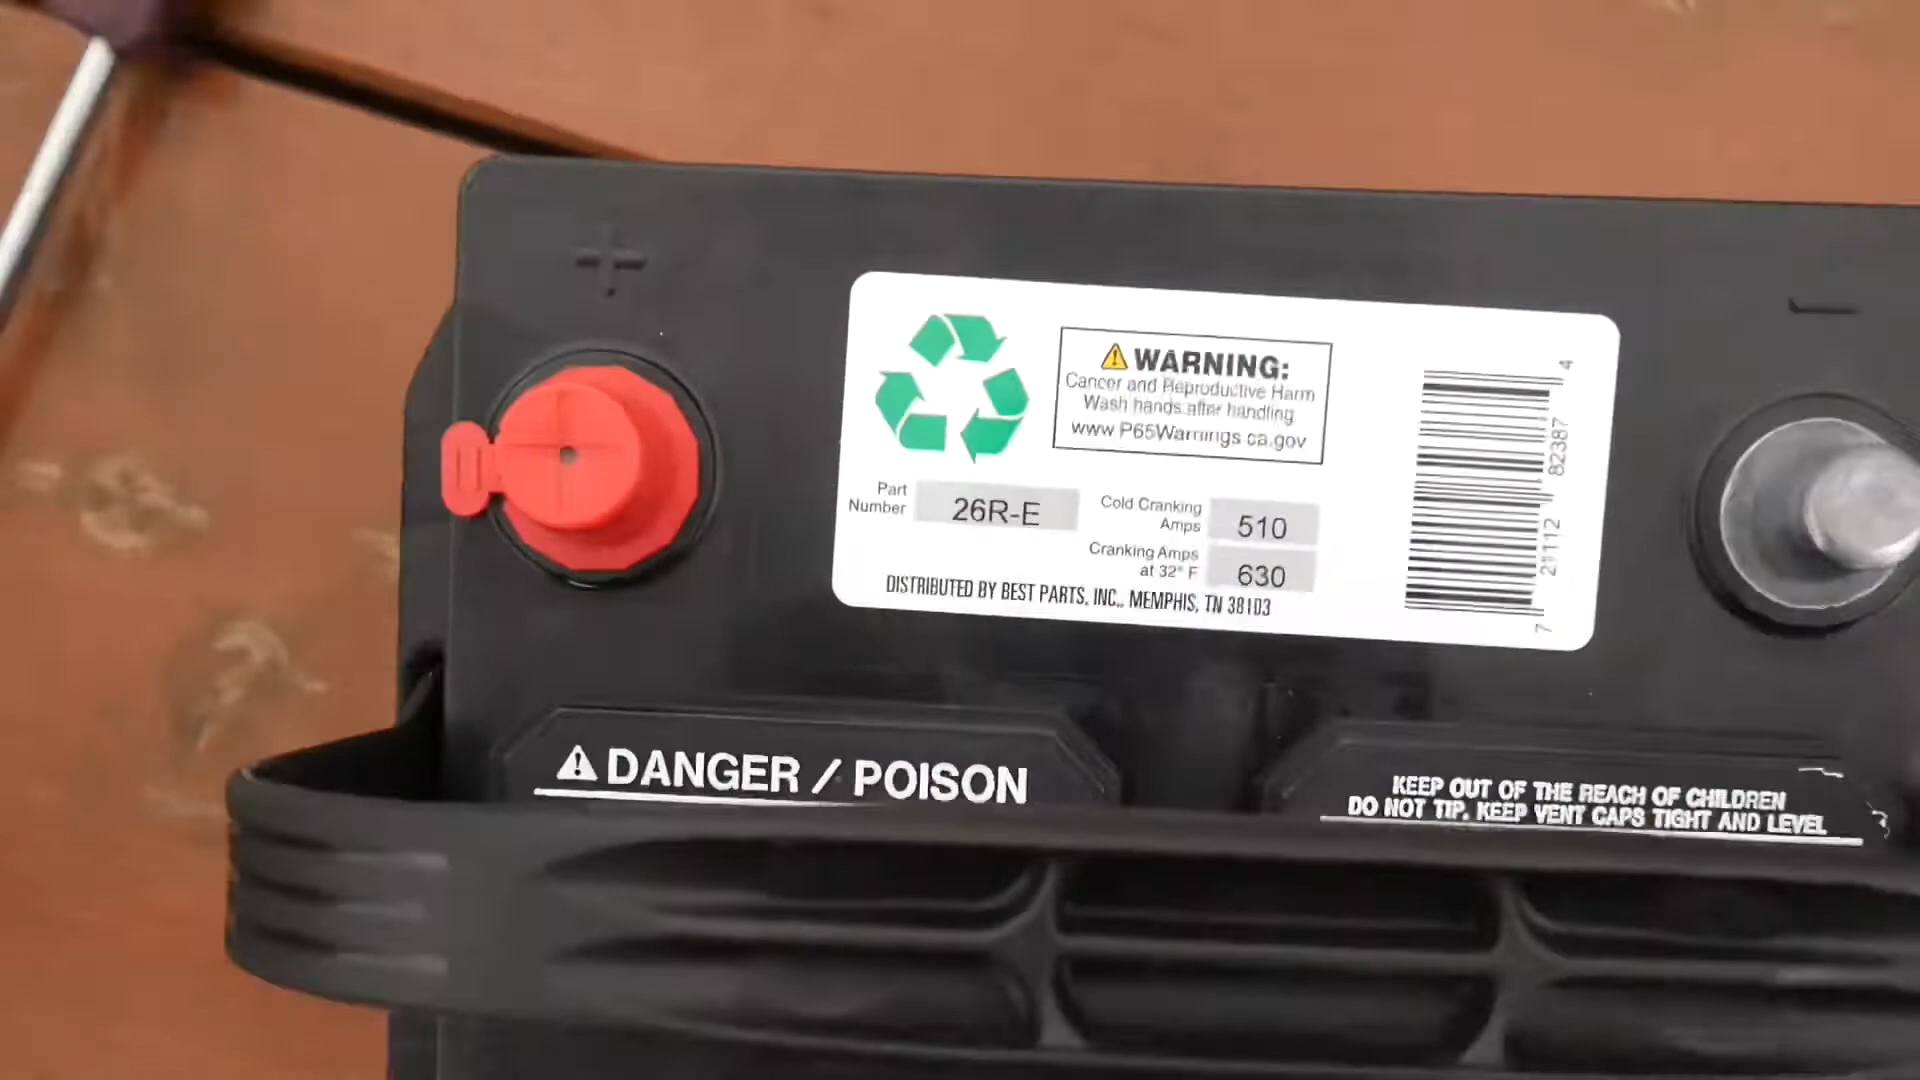 +
−
WARNING:
Cancer and Reproductive Harm
Wash hands after handling.
www.P65Warnings.ca.gov
Part
Number
26R-E
Cold Cranking
Amps
510
Cranking Amps
at 32° F
630
DISTRIBUTED BY BEST PARTS, INC., MEMPHIS, TN 38103
7 21112 82387 4
DANGER / POISON
KEEP OUT OF THE REACH OF CHILDREN
DO NOT TIP. KEEP VENT CAPS TIGHT AND LEVEL